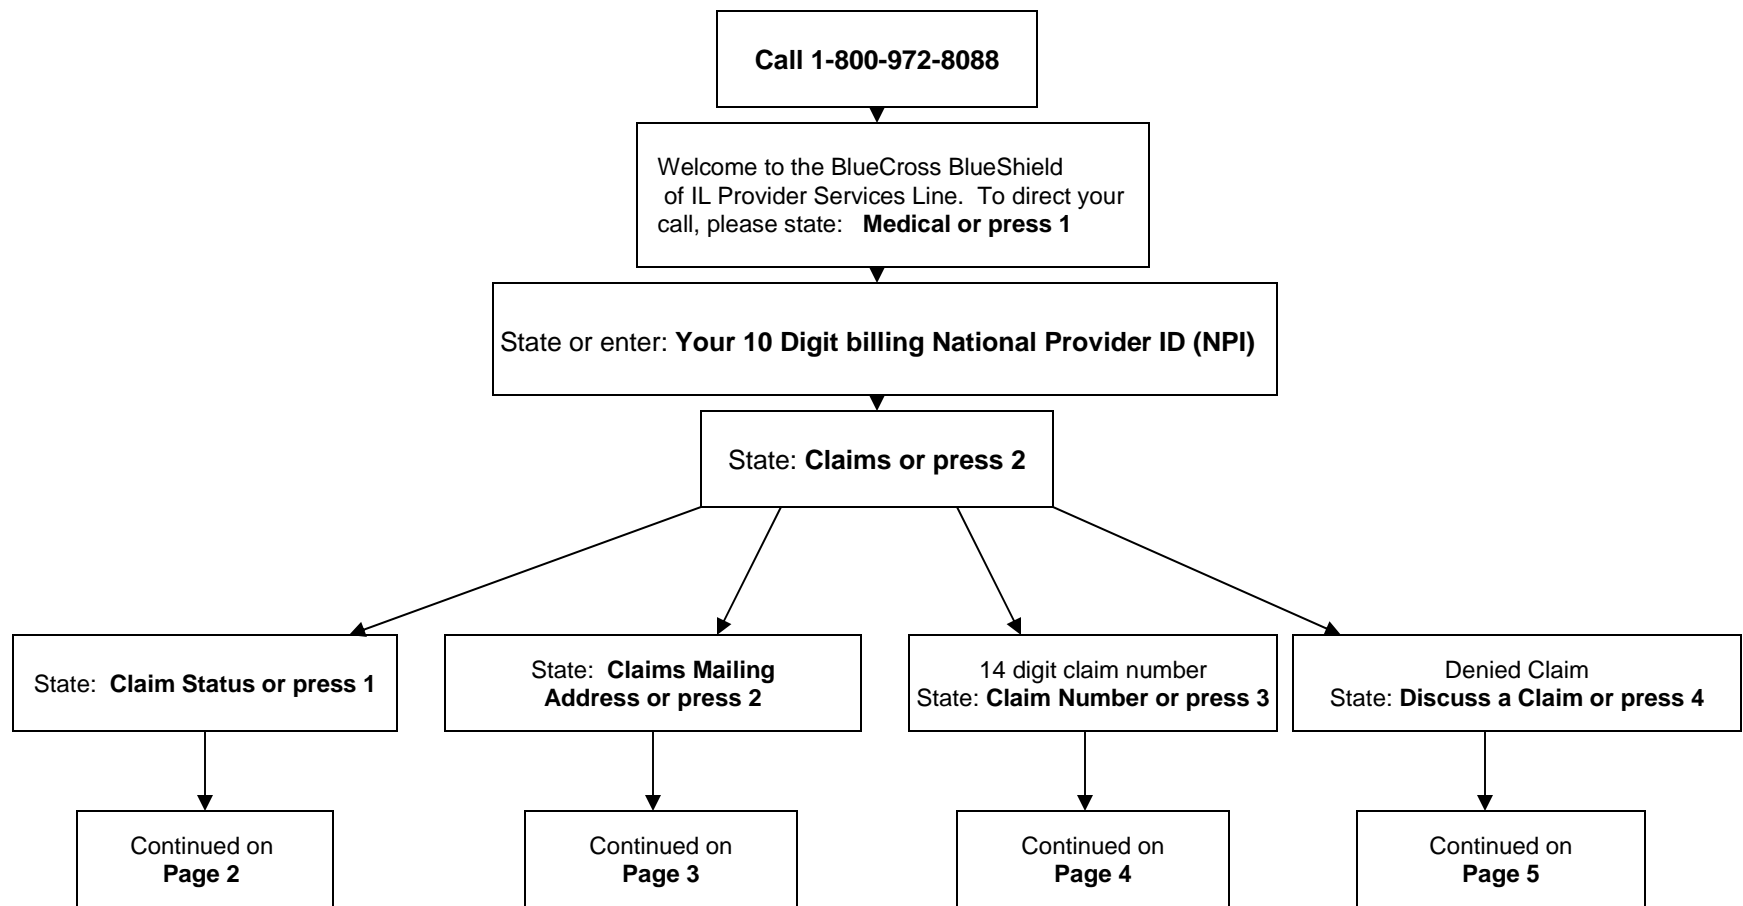 Call 1-800-972-8088
Welcome to the BlueCross BlueShield
of IL Provider Services Line.  To direct your
call, please state:   Medical or press 1
State or enter: Your 10 Digit billing National Provider ID (NPI)
State: Claims or press 2
State:  Claim Status or press 1
State:  Claims Mailing
Address or press 2
14 digit claim number
State: Claim Number or press 3
Denied Claim
State: Discuss a Claim or press 4
Continued on
Page 2
Continued on
Page 3
Continued on
Page 4
Continued on
Page 5